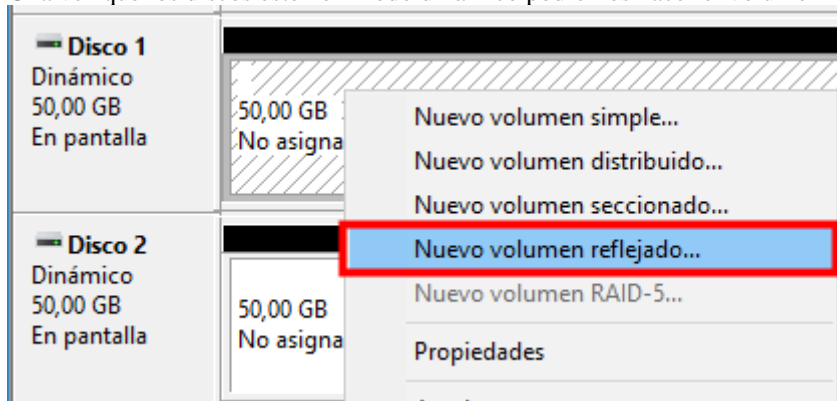 Disco 1
Dinámico
50,00 GB
En pantalla
50,00 GB
No asigna
Nuevo volumen simple...
Nuevo volumen distribuido...
Nuevo volumen seccionado...
Nuevo volumen reflejado...
Nuevo volumen RAID-5...
Propiedades
Disco 2
Dinámico
50,00 GB
En pantalla
50,00 GB
No asigna